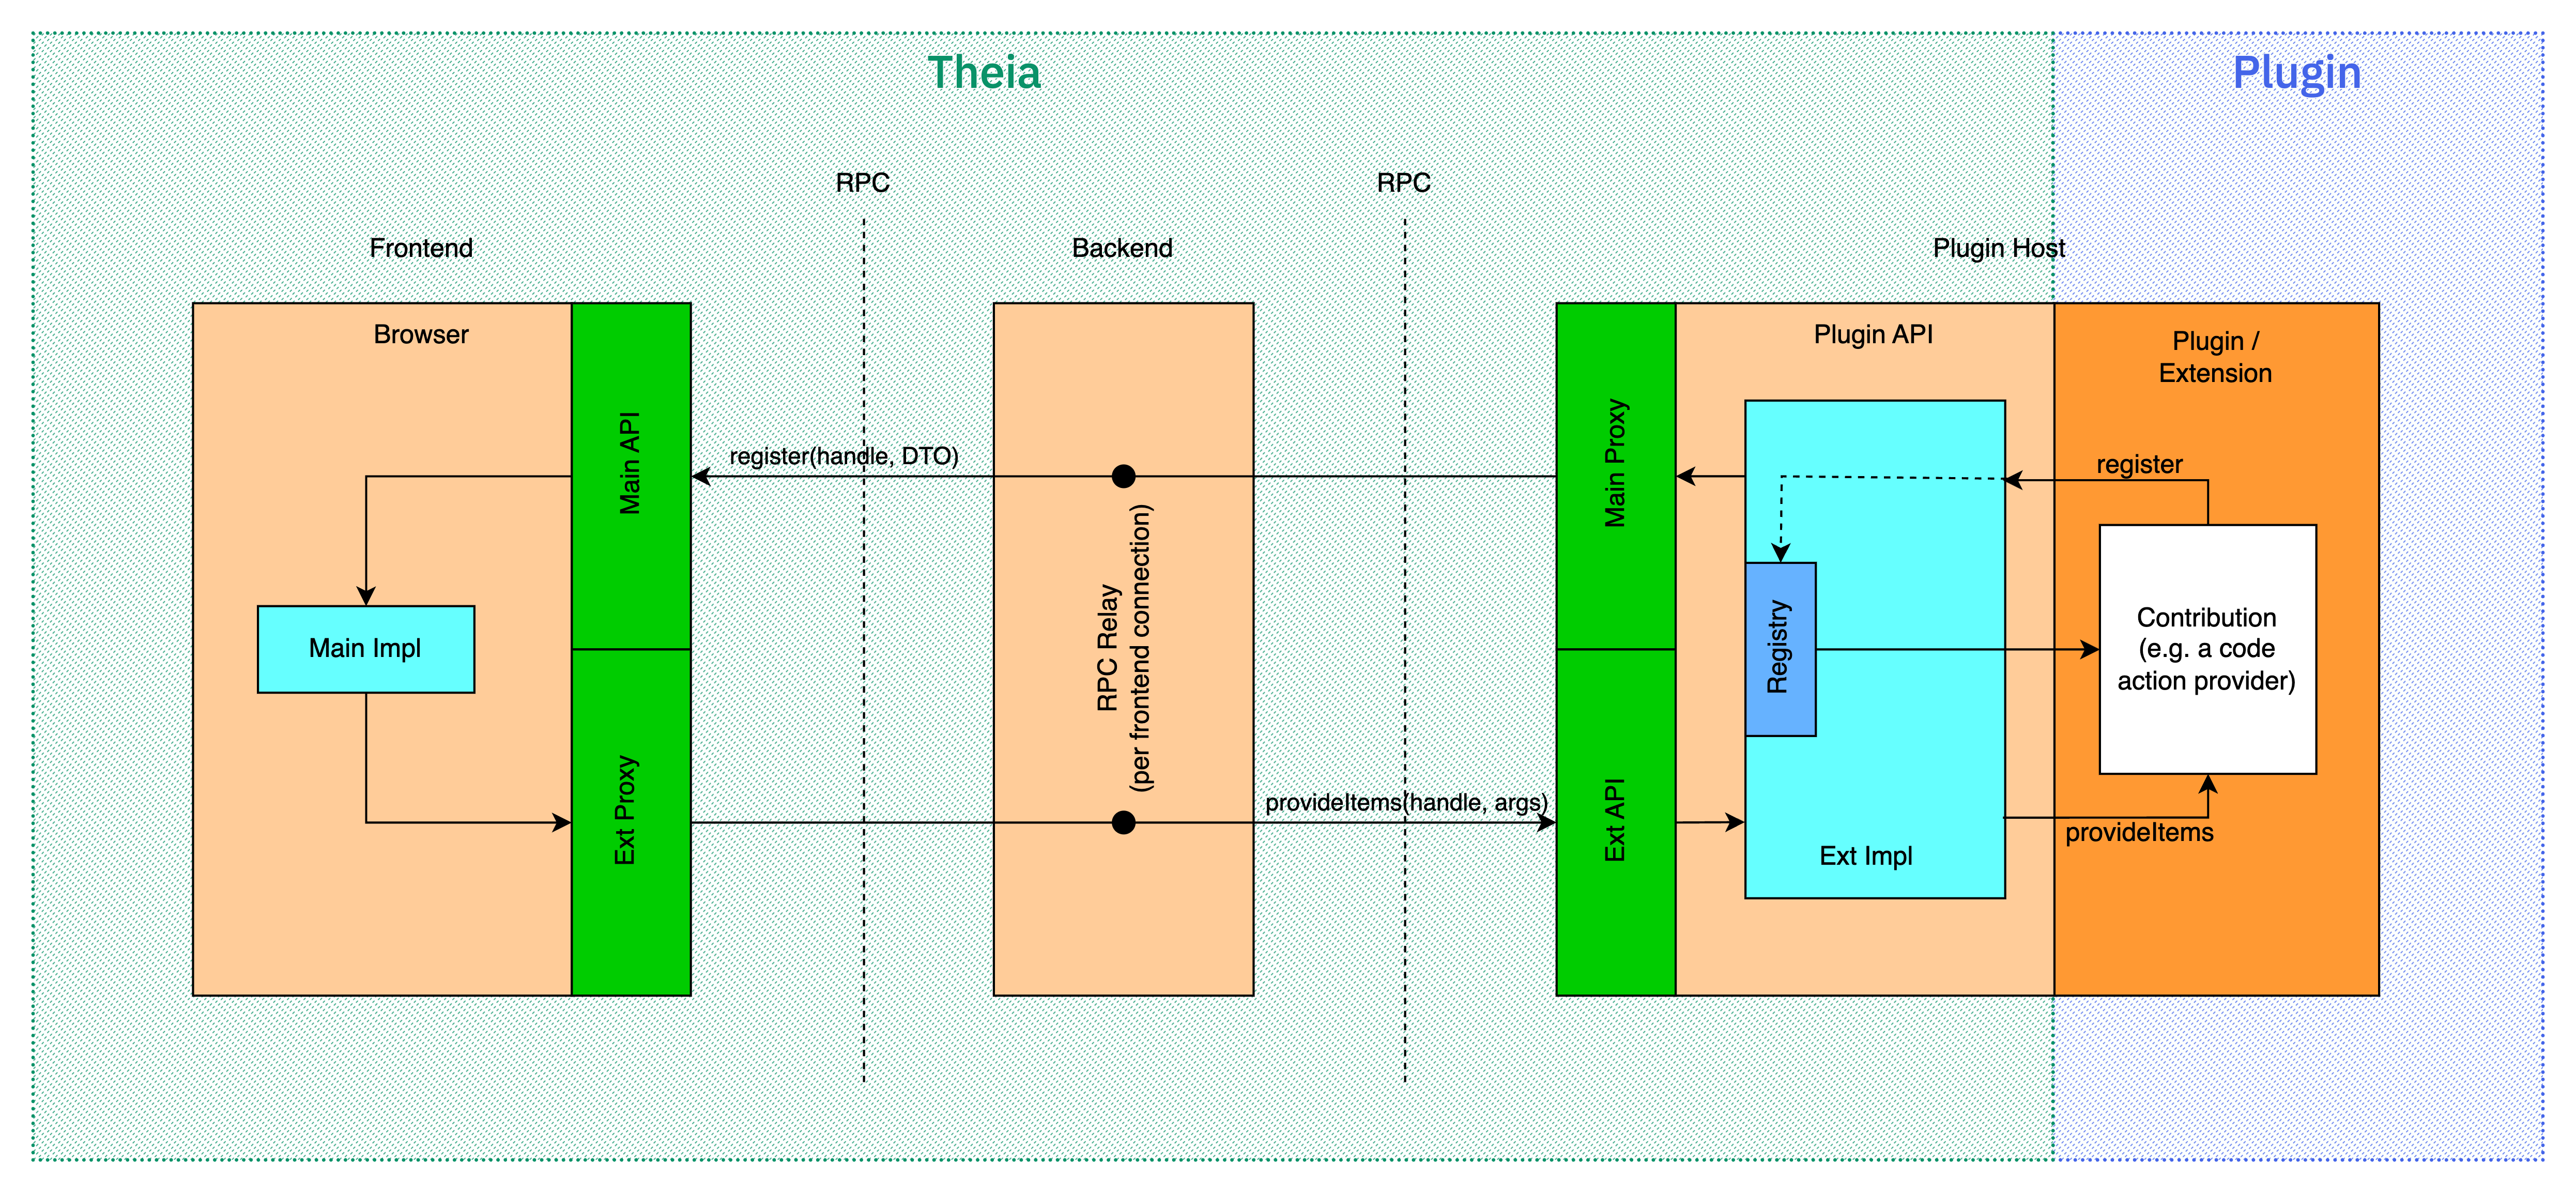 Theia
Plugin
RPC
RPC
Frontend
Backend
Plugin Host
Browser
Main API
Main Impl
Ext Proxy
register(handle, DTO)
RPC Relay
(per frontend connection)
provideItems(handle, args)
Main Proxy
Ext API
Plugin API
Registry
Ext Impl
Plugin /
Extension
register
Contribution
(e.g. a code
action provider)
provideItems